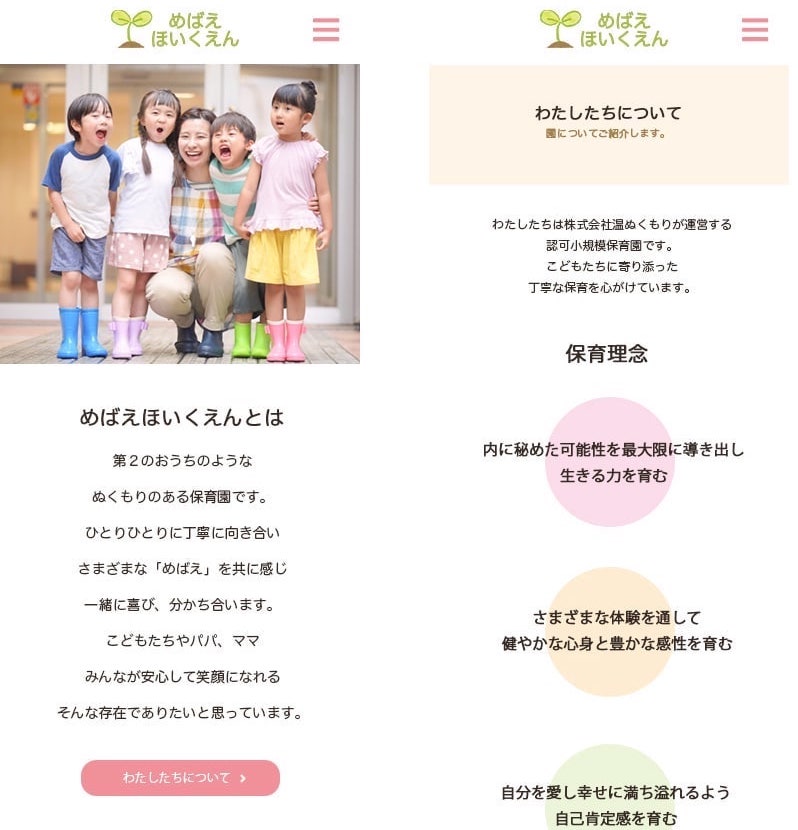 めばえ
ほいくえん
めばえほいくえんとは
第２のおうちのような
ぬくもりのある保育園です。
ひとりひとりに丁寧に向き合い
さまざまな「めばえ」を共に感じ
一緒に喜び、分かち合います。
こどもたちやパパ、ママ
みんなが安心して笑顔になれる
そんな存在でありたいと思っています。
わたしたちについて
めばえ
ほいくえん
わたしたちについて
園についてご紹介します。
わたしたちは株式会社温ぬくもりが運営する
認可小規模保育園です。
こどもたちに寄り添った
丁寧な保育を心がけています。
保育理念
内に秘めた可能性を最大限に導き出し
生きる力を育む
さまざまな体験を通して
健やかな心身と豊かな感性を育む
自分を愛し幸せに満ち溢れるよう
自己肯定感を育む